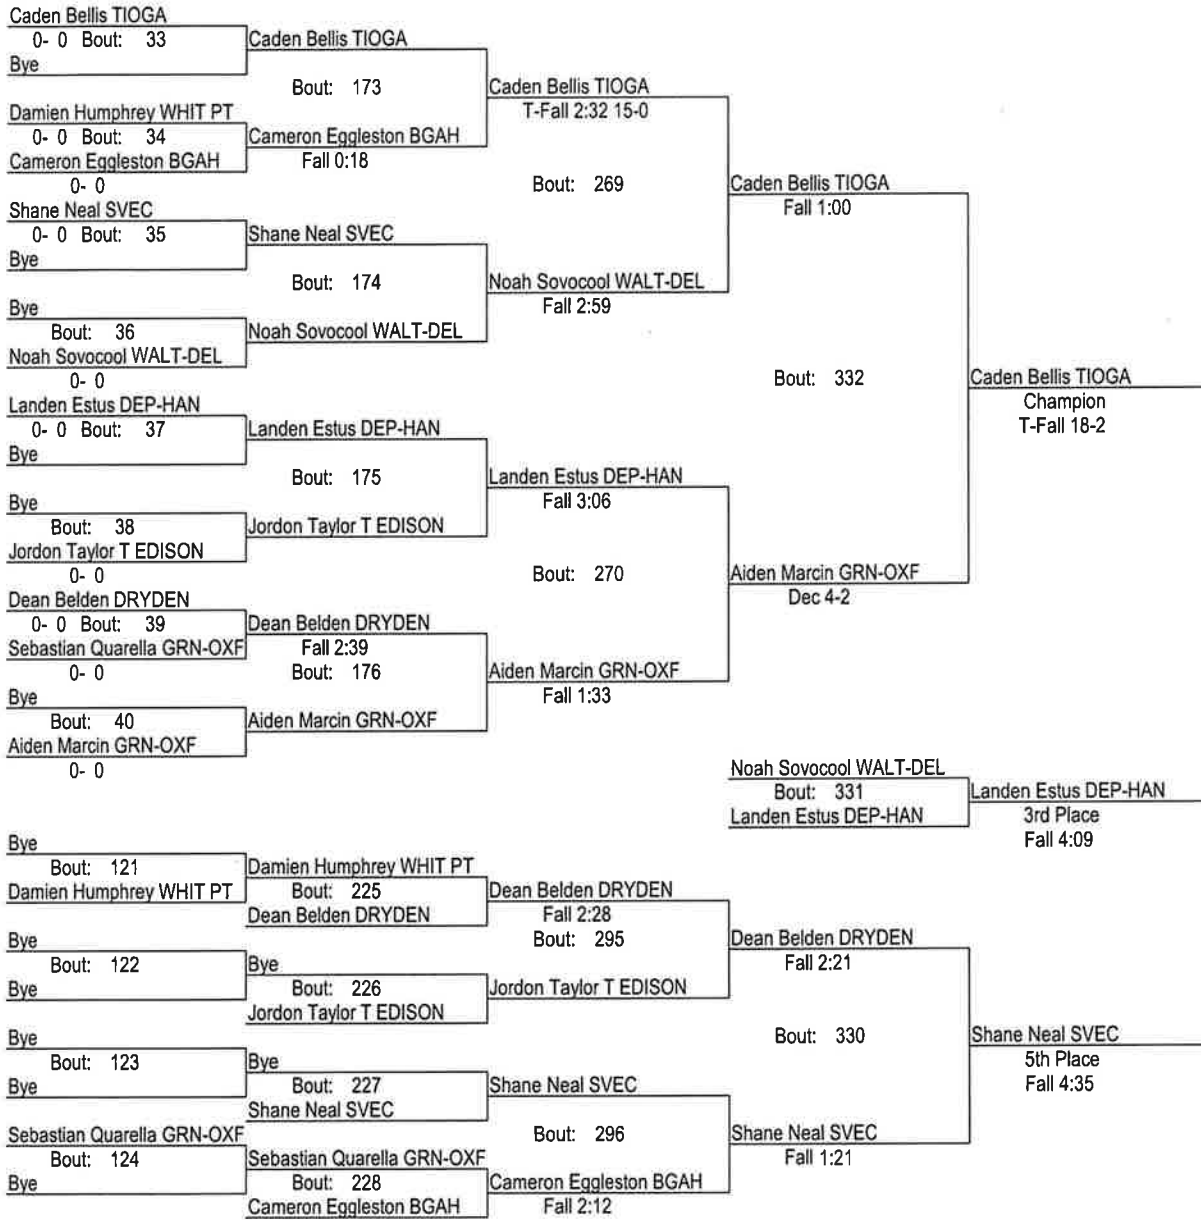 Caden Bellis TIOGA
0- 0 Bout: 33
Bye
Caden Bellis TIOGA
Bout: 173
Damien Humphrey WHIT PT
0- 0 Bout: 34
Cameron Eggleston BGAH
0- 0
Cameron Eggleston BGAH
Fall 0:18
Caden Bellis TIOGA
T-Fall 2:32 15-0
Bout: 269
Shane Neal SVEC
0- 0 Bout: 35
Bye
Shane Neal SVEC
Bout: 174
Bye
Bout: 36
Noah Sovocool WALT-DEL
0- 0
Noah Sovocool WALT-DEL
Noah Sovocool WALT-DEL
Fall 2:59
Caden Bellis TIOGA
Fall 1:00
Bout: 332
Caden Bellis TIOGA
Champion
T-Fall 18-2
Landen Estus DEP-HAN
0- 0 Bout: 37
Bye
Landen Estus DEP-HAN
Bout: 175
Bye
Bout: 38
Jordon Taylor T EDISON
0- 0
Jordon Taylor T EDISON
Landen Estus DEP-HAN
Fall 3:06
Bout: 270
Dean Belden DRYDEN
0- 0 Bout: 39
Sebastian Quarella GRN-OXF
0- 0
Dean Belden DRYDEN
Fall 2:39
Bout: 176
Bye
Bout: 40
Aiden Marcin GRN-OXF
0- 0
Aiden Marcin GRN-OXF
Aiden Marcin GRN-OXF
Fall 1:33
Aiden Marcin GRN-OXF
Dec 4-2
Noah Sovocool WALT-DEL
Bout: 331
Landen Estus DEP-HAN
Landen Estus DEP-HAN
3rd Place
Fall 4:09
Bye
Bout: 121
Damien Humphrey WHIT PT
Damien Humphrey WHIT PT
Bout: 225
Dean Belden DRYDEN
Dean Belden DRYDEN
Fall 2:28
Bout: 295
Bye
Bout: 122
Bye
Bye
Bout: 226
Jordon Taylor T EDISON
Jordon Taylor T EDISON
Dean Belden DRYDEN
Fall 2:21
Bout: 330
Bye
Bout: 123
Bye
Bye
Bout: 227
Shane Neal SVEC
Shane Neal SVEC
Bout: 296
Sebastian Quarella GRN-OXF
Bout: 124
Bye
Sebastian Quarella GRN-OXF
Bout: 228
Cameron Eggleston BGAH
Cameron Eggleston BGAH
Fall 2:12
Shane Neal SVEC
Fall 1:21
Shane Neal SVEC
5th Place
Fall 4:35